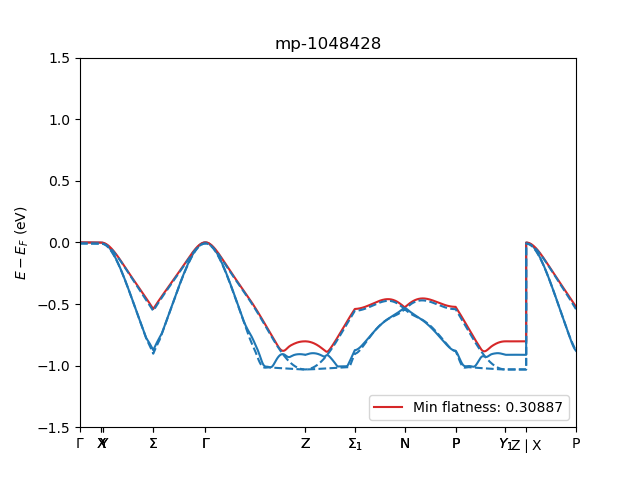 mp-1048428
1.5
1.0
0.5
0.0
−0.5
−1.0
−1.5
E − E_F (eV)
Min flatness: 0.30887
Γ X Y Σ Γ Z Σ₁ N P Y₁ Z | X P